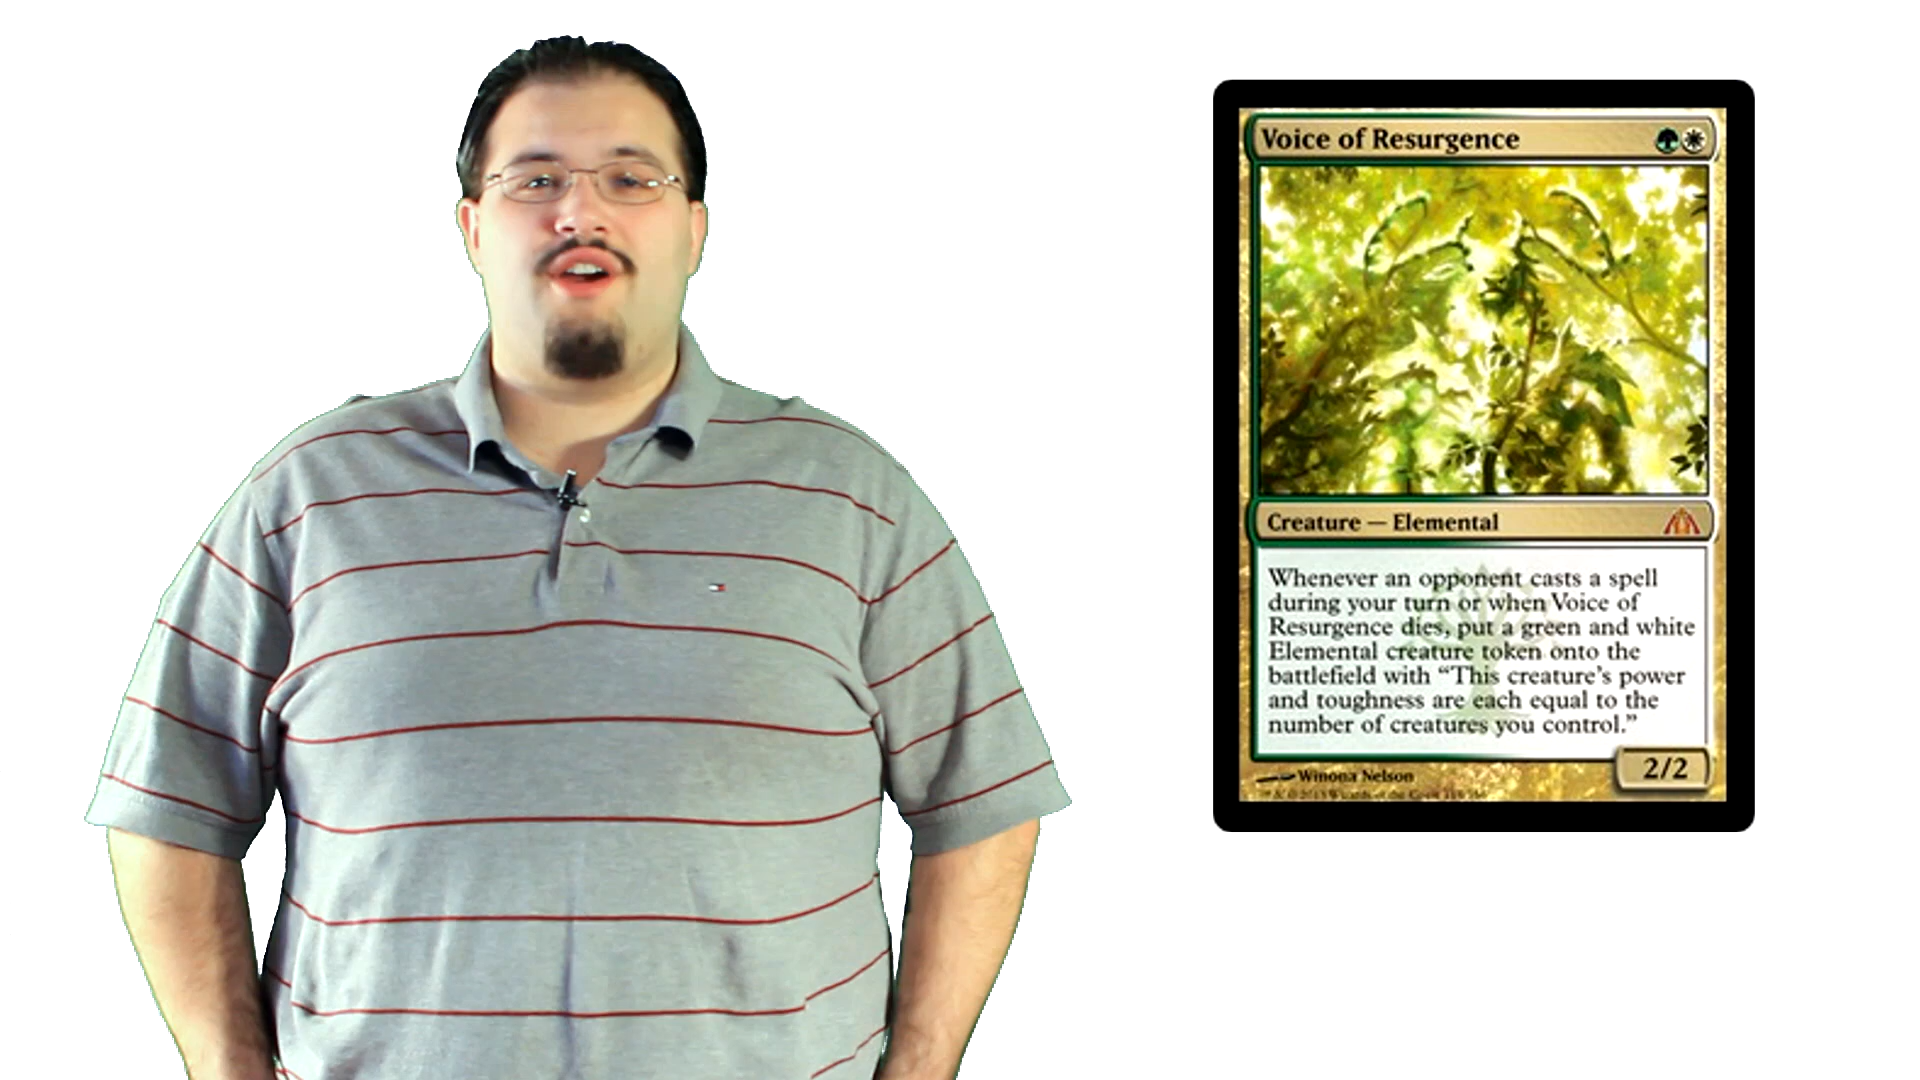 Voice of Resurgence
Creature — Elemental
Whenever an opponent casts a spell
during your turn or when Voice of
Resurgence dies, put a green and white
Elemental creature token onto the
battlefield with “This creature’s power
and toughness are each equal to the
number of creatures you control.”
2/2
Winona Nelson